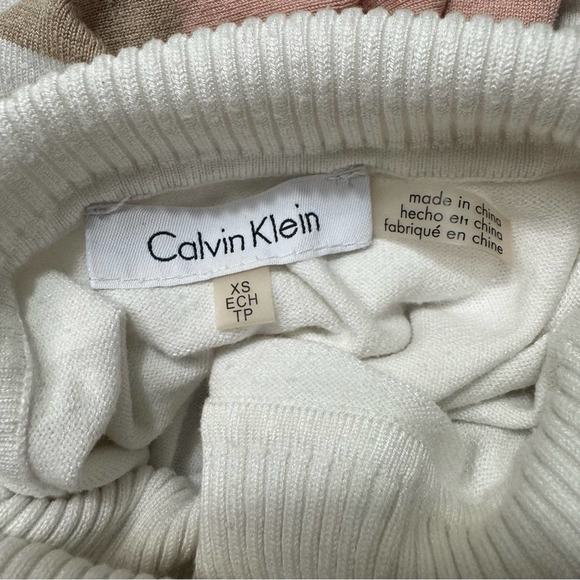 Calvin Klein
XS
ECH
TP
made in china
hecho en china
fabriqué en chine